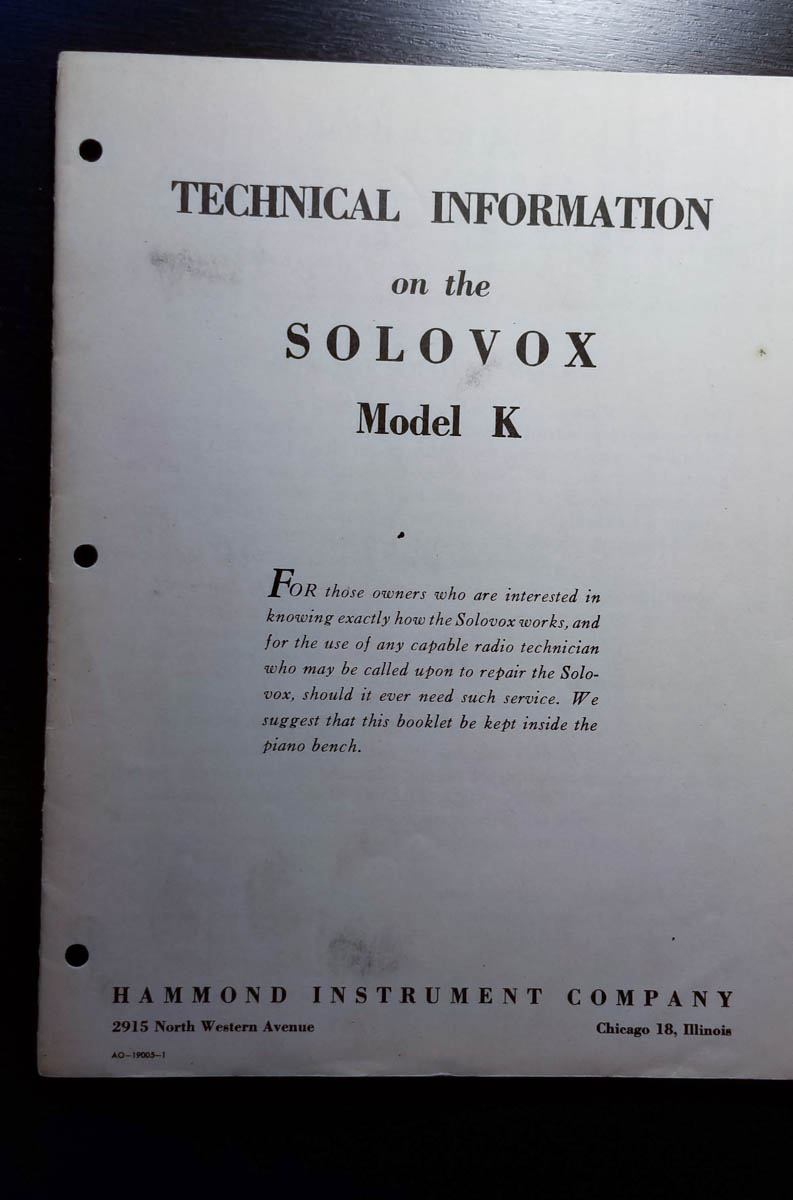 TECHNICAL INFORMATION
on the
SOLOVOX
Model K
FOR those owners who are interested in
knowing exactly how the Solovox works, and
for the use of any capable radio technician
who may be called upon to repair the Solo-
vox, should it ever need such service. We
suggest that this booklet be kept inside the
piano bench.
HAMMOND INSTRUMENT COMPANY
2915 North Western Avenue Chicago 18, Illinois
AO-19005-1